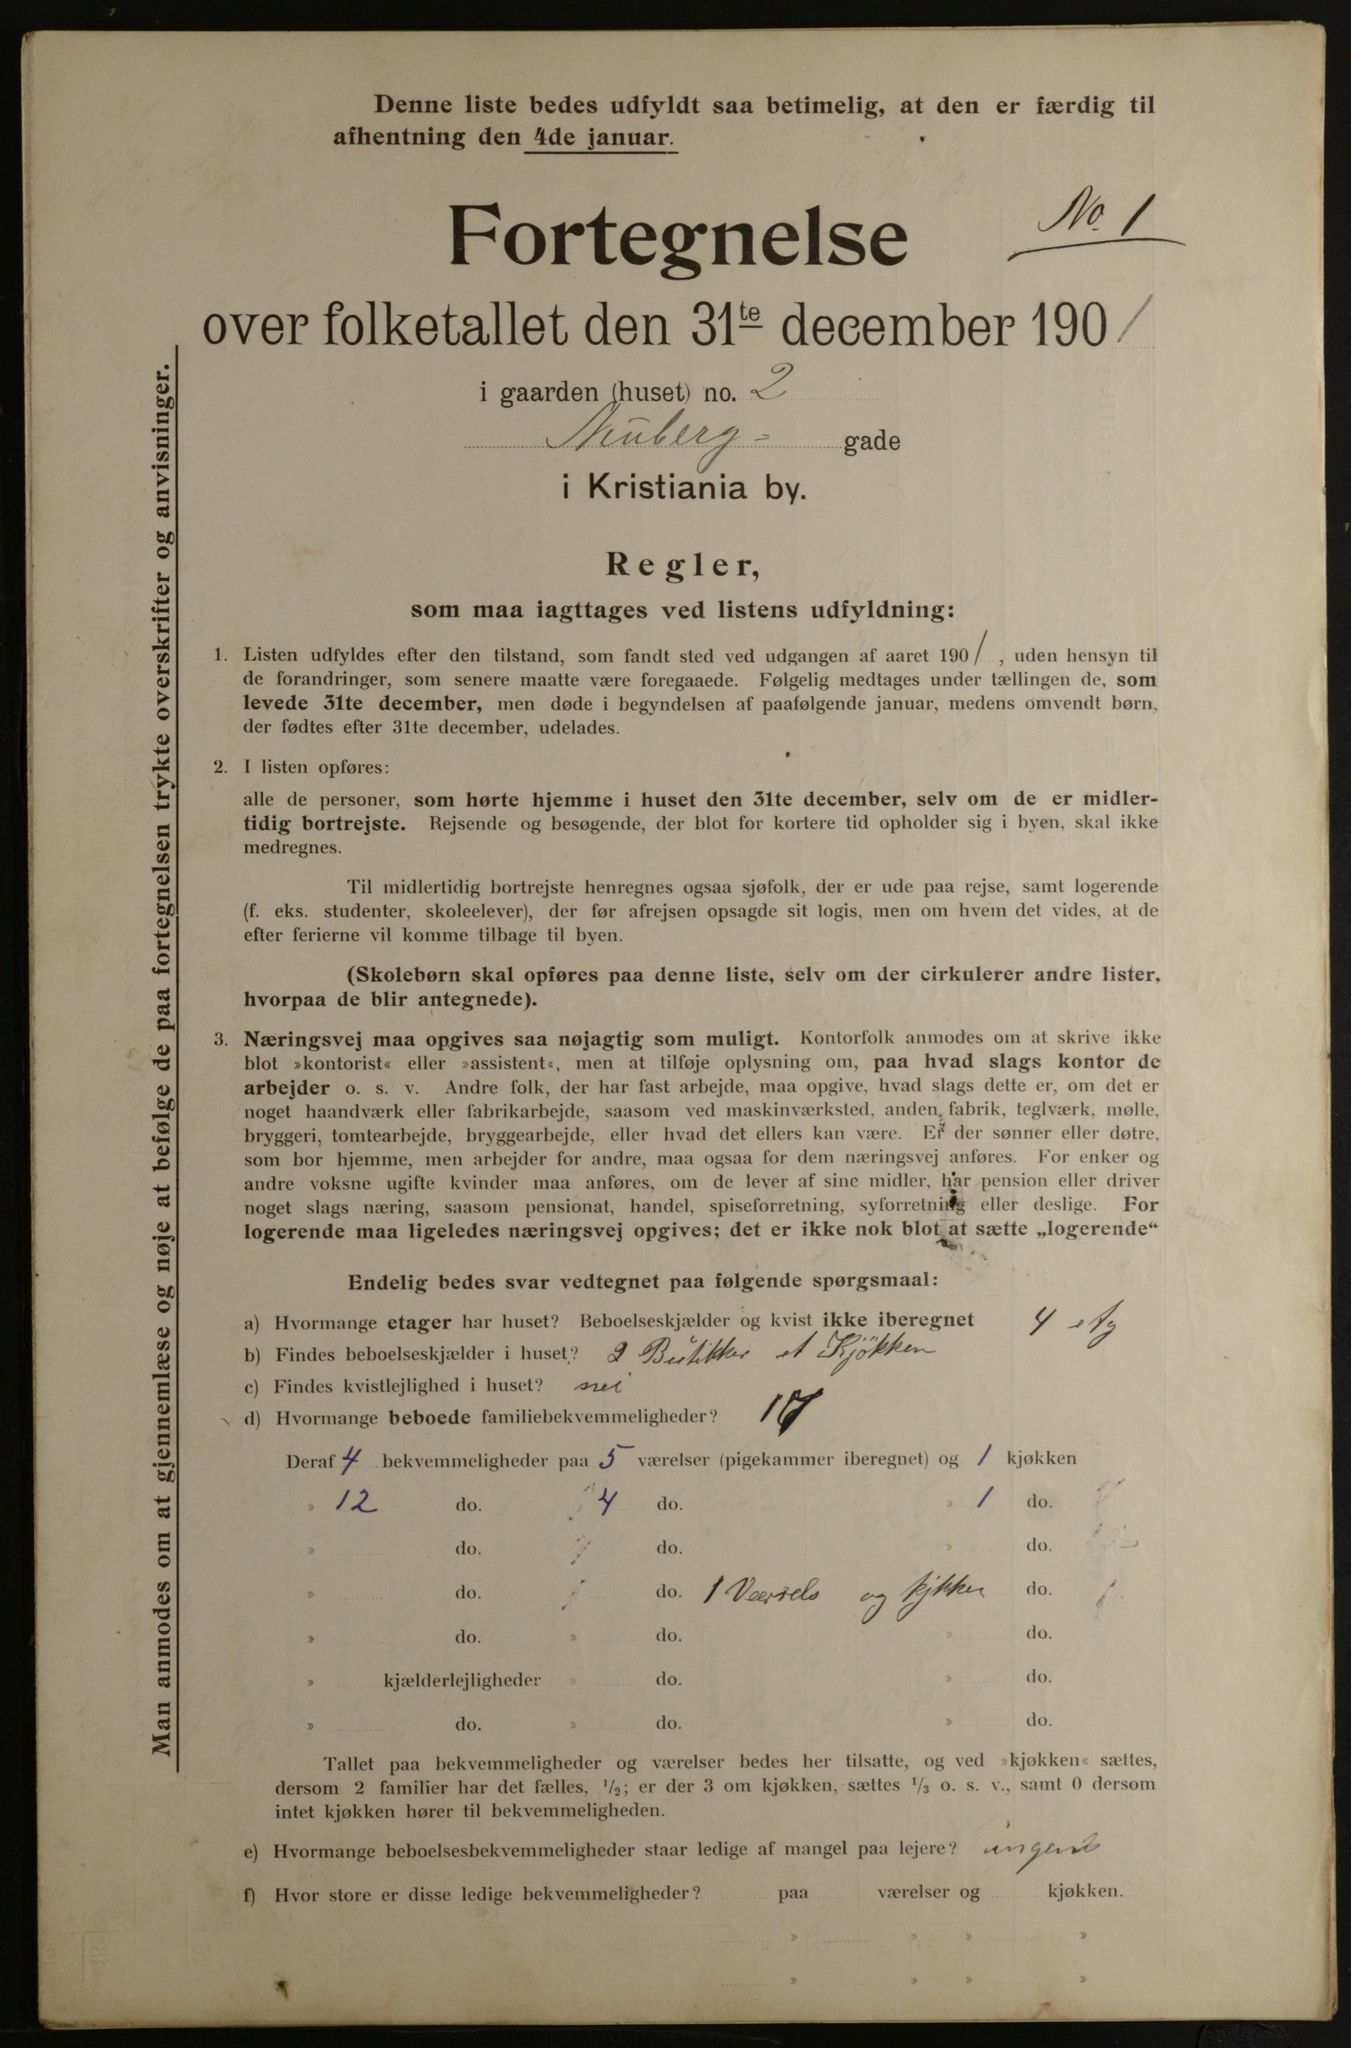 Denne liste bedes udfyldt saa betimelig, at den er færdig til
afhentning den 4de januar.
No. 1
Fortegnelse
over folketallet den 31te december 1901
i gaarden (huset) no. 2
Neuberg- gade
i Kristiania by.
Regler,
som maa iagttages ved listens udfyldning:
1. Listen udfyldes efter den tilstand, som fandt sted ved udgangen af aaret 1901, uden hensyn til
de forandringer, som senere maatte være foregaaede. Følgelig medtages under tællingen de, som
levede 31te december, men døde i begyndelsen af paafølgende januar, medens omvendt børn,
der fødtes efter 31te december, udelades.
2. I listen opføres:
alle de personer, som hørte hjemme i huset den 31te december, selv om de er midler-
tidig bortrejste. Rejsende og besøgende, der blot for kortere tid opholder sig i byen, skal ikke
medregnes.
Til midlertidig bortrejste henregnes ogsaa sjøfolk, der er ude paa rejse, samt logerende
(f. eks. studenter, skoleelever), der før afrejsen opsagde sit logis, men om hvem det vides, at de
efter ferierne vil komme tilbage til byen.
(Skolebørn skal opføres paa denne liste, selv om der cirkulerer andre lister,
hvorpaa de blir antegnede).
3. Næringsvej maa opgives saa nøjagtig som muligt. Kontorfolk anmodes om at skrive ikke
blot »kontorist« eller »assistent«, men at tilføje oplysning om, paa hvad slags kontor de
arbejder o. s. v. Andre folk, der har fast arbejde, maa opgive, hvad slags dette er, om det er
noget haandværk eller fabrikarbejde, saasom ved maskinværksted, anden fabrik, teglværk, mølle,
bryggeri, tomtearbejde, bryggearbejde, eller hvad det ellers kan være. Er der sønner eller døtre,
som bor hjemme, men arbejder for andre, maa ogsaa for dem næringsvej anføres. For enker og
andre voksne ugifte kvinder maa anføres, om de lever af sine midler, har pension eller driver
noget slags næring, saasom pensionat, handel, spiseforretning, syforretning eller deslige. For
logerende maa ligeledes næringsvej opgives; det er ikke nok blot at sætte „logerende“
Endelig bedes svar vedtegnet paa følgende spørgsmaal:
a) Hvormange etager har huset? Beboelseskjælder og kvist ikke iberegnet 4 etg
b) Findes beboelseskjælder i huset? 2 Butikker et Kjøkken
c) Findes kvistlejlighed i huset? nei
d) Hvormange beboede familiebekvemmeligheder? 17
Deraf 4 bekvemmeligheder paa 5 værelser (pigekammer iberegnet) og 1 kjøkken
» 12 do. 4 do. » 1 do.
» do. do. » do.
» do. do. 1 Værrels og kjkken do.
» do. » do. » do.
» kjælderlejligheder » do. » do.
» do. » do. » do.
Tallet paa bekvemmeligheder og værelser bedes her tilsatte, og ved »kjøkken« sættes,
dersom 2 familier har det fælles, 1/2; er der 3 om kjøkken, sættes 1/3 o. s. v., samt 0 dersom
intet kjøkken hører til bekvemmeligheden.
e) Hvormange beboelsesbekvemmeligheder staar ledige af mangel paa lejere? ingen
f) Hvor store er disse ledige bekvemmeligheder? paa værelser og kjøkken.
» » » »
» » » »
Man anmodes om at gjennemlæse og nøje at befølge de paa fortegnelsen trykte overskrifter og anvisninger.